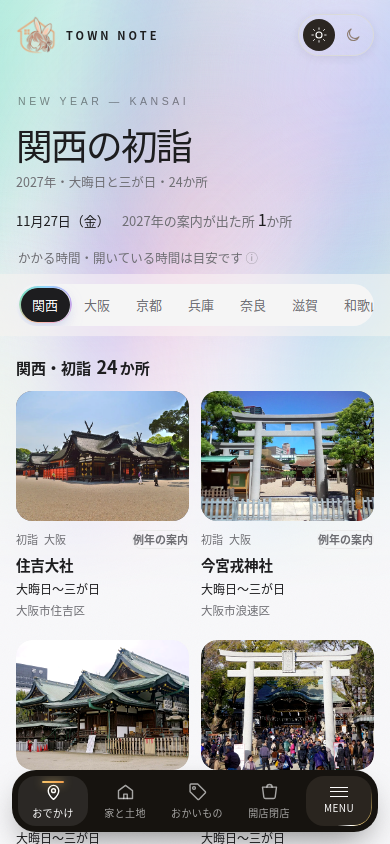 TOWN NOTE
NEW YEAR — KANSAI
関西の初詣
2027年・大晦日と三が日・24か所
11月27日（金） 2027年の案内が出た所 1か所
かかる時間・開いている時間は目安です ⓘ
関西 大阪 京都 兵庫 奈良 滋賀 和歌
関西・初詣 24か所
初詣 大阪 例年の案内
住吉大社
大晦日〜三が日
大阪市住吉区
初詣 大阪 例年の案内
今宮戎神社
大晦日〜三が日
大阪市浪速区
おでかけ 家と土地 おかいもの 開店閉店 MENU
大晦日〜三が日 大晦日〜三が日